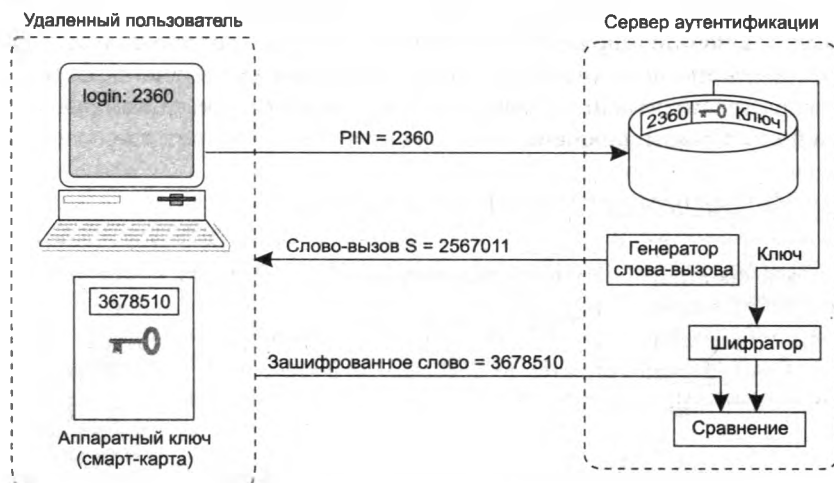 Удаленный пользователь
Сервер аутентификации
login: 2360
2360 Ключ
PIN = 2360
Слово-вызов S = 2567011
Генератор
слова-вызова
Ключ
3678510
Шифратор
Зашифрованное слово = 3678510
Сравнение
Аппаратный ключ
(смарт-карта)